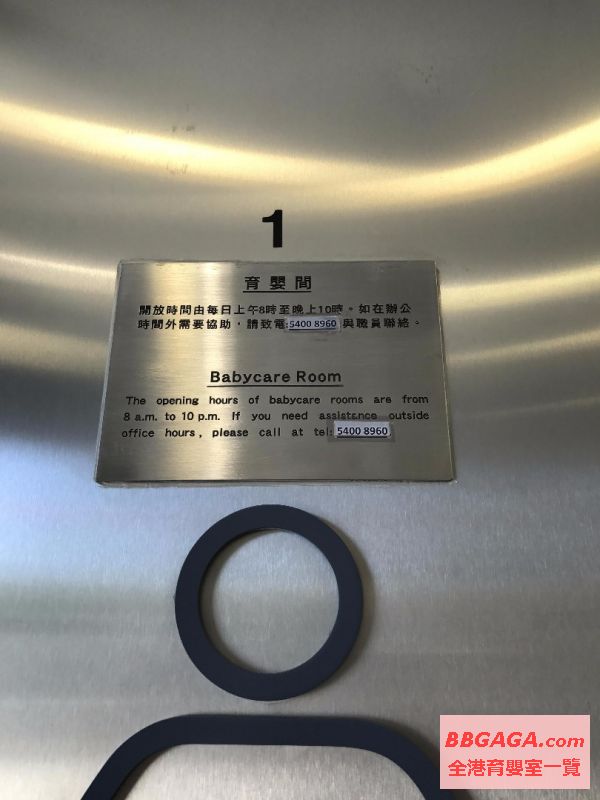 1
育嬰間
開放時間由每日上午8時至晚上10時。如在辦公
時間外需要協助，請致電:5400 8960與職員聯絡。
Babycare Room
The opening hours of babycare rooms are from
8 a.m. to 10 p.m. If you need assistance outside
office hours, please call at tel: 5400 8960
BBGAGA.com
全港育嬰室一覽